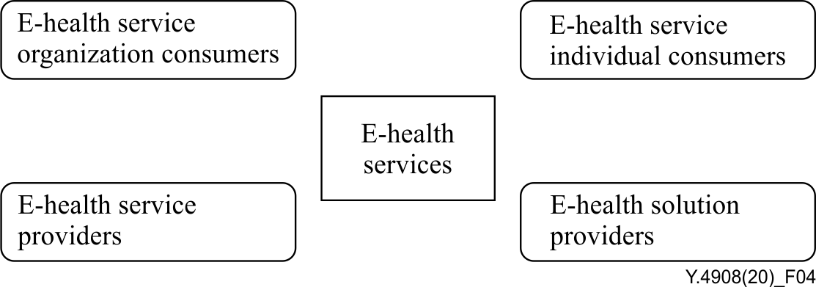 E-health service
organization consumers
E-health service
individual consumers
E-health
services
E-health service
providers
E-health solution
providers
Y.4908(20)_F04